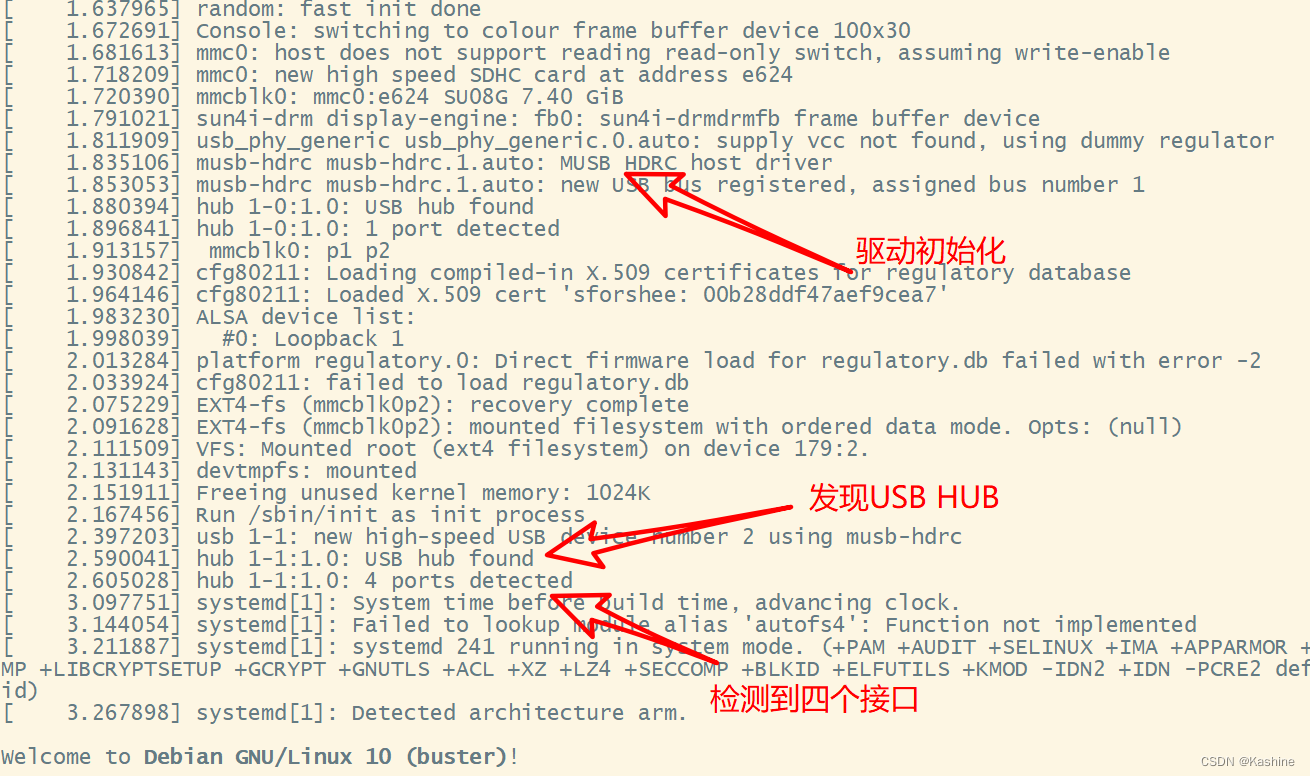 [    1.637965] random: fast init done
[    1.672691] Console: switching to colour frame buffer device 100x30
[    1.681613] mmc0: host does not support reading read-only switch, assuming write-enable
[    1.718209] mmc0: new high speed SDHC card at address e624
[    1.720390] mmcblk0: mmc0:e624 SU08G 7.40 GiB
[    1.791021] sun4i-drm display-engine: fb0: sun4i-drmdrmfb frame buffer device
[    1.811909] usb_phy_generic usb_phy_generic.0.auto: supply vcc not found, using dummy regulator
[    1.835106] musb-hdrc musb-hdrc.1.auto: MUSB HDRC host driver
[    1.853053] musb-hdrc musb-hdrc.1.auto: new USB bus registered, assigned bus number 1
[    1.880394] hub 1-0:1.0: USB hub found
[    1.896841] hub 1-0:1.0: 1 port detected
[    1.913157]  mmcblk0: p1 p2
驱动初始化
[    1.930842] cfg80211: Loading compiled-in X.509 certificates for regulatory database
[    1.964146] cfg80211: Loaded X.509 cert 'sforshee: 00b28ddf47aef9cea7'
[    1.983230] ALSA device list:
[    1.998039]   #0: Loopback 1
[    2.013284] platform regulatory.0: Direct firmware load for regulatory.db failed with error -2
[    2.033924] cfg80211: failed to load regulatory.db
[    2.075229] EXT4-fs (mmcblk0p2): recovery complete
[    2.091628] EXT4-fs (mmcblk0p2): mounted filesystem with ordered data mode. Opts: (null)
[    2.111509] VFS: Mounted root (ext4 filesystem) on device 179:2.
[    2.131143] devtmpfs: mounted
[    2.151911] Freeing unused kernel memory: 1024K
发现USB HUB
[    2.167456] Run /sbin/init as init process
[    2.397203] usb 1-1: new high-speed USB device number 2 using musb-hdrc
[    2.590041] hub 1-1:1.0: USB hub found
[    2.605028] hub 1-1:1.0: 4 ports detected
[    3.097751] systemd[1]: System time before build time, advancing clock.
[    3.144054] systemd[1]: Failed to lookup module alias 'autofs4': Function not implemented
[    3.211887] systemd[1]: systemd 241 running in system mode. (+PAM +AUDIT +SELINUX +IMA +APPARMOR +
MP +LIBCRYPTSETUP +GCRYPT +GNUTLS +ACL +XZ +LZ4 +SECCOMP +BLKID +ELFUTILS +KMOD -IDN2 +IDN -PCRE2 def
id)
检测到四个接口
[    3.267898] systemd[1]: Detected architecture arm.
Welcome to Debian GNU/Linux 10 (buster)!
CSDN @Kashine